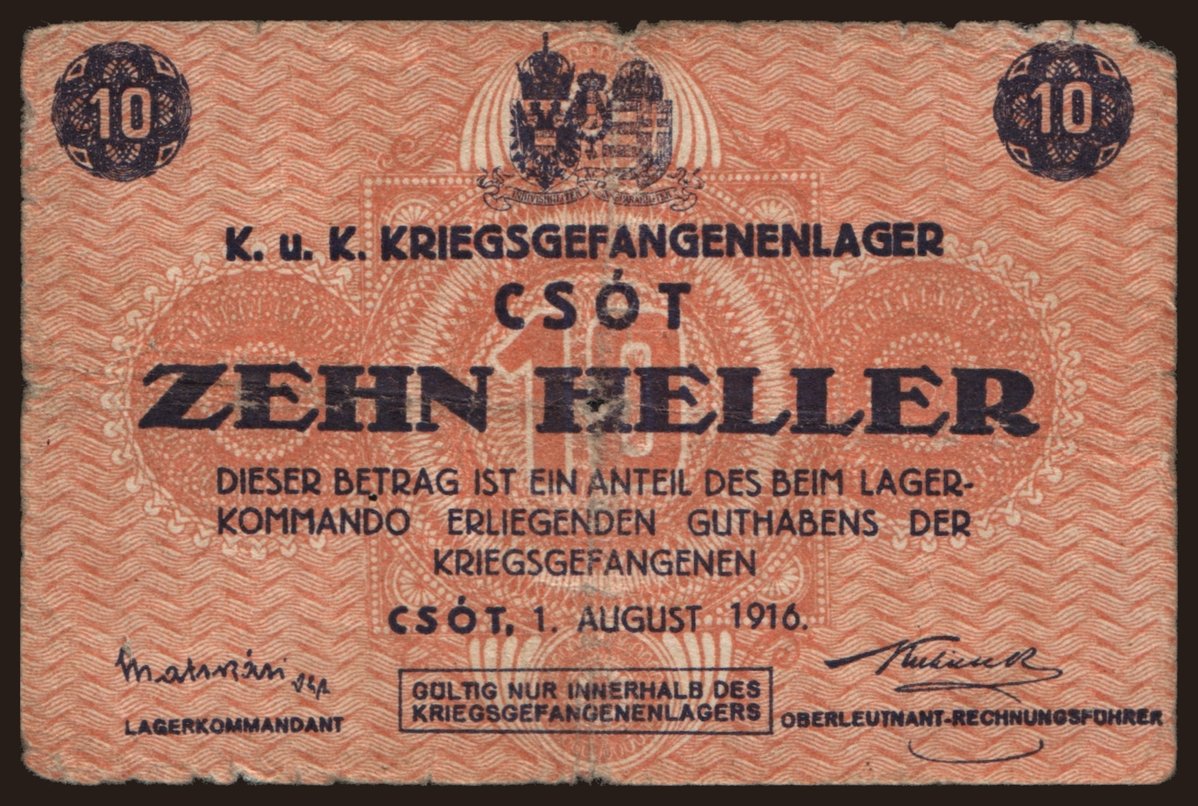 10 10
K. u. K. KRIEGSGEFANGENENLAGER
CSÓT
10
ZEHN HELLER
DIESER BETRAG IST EIN ANTEIL DES BEIM LAGER-
KOMMANDO ERLIEGENDEN GUTHABENS DER
KRIEGSGEFANGENEN
CSÓT, 1. AUGUST 1916.
LAGERKOMMANDANT
GÜLTIG NUR INNERHALB DES
KRIEGSGEFANGENENLAGERS
OBERLEUTNANT-RECHNUNGSFÜHRER